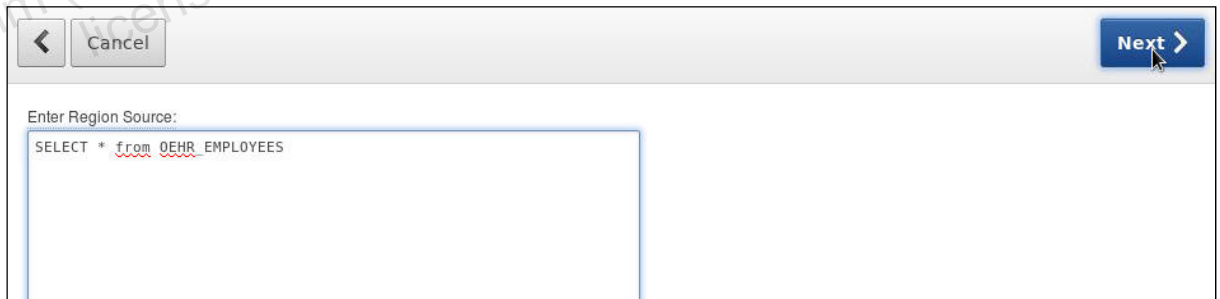 Cancel
Next
Enter Region Source:
SELECT * from OEHR_EMPLOYEES